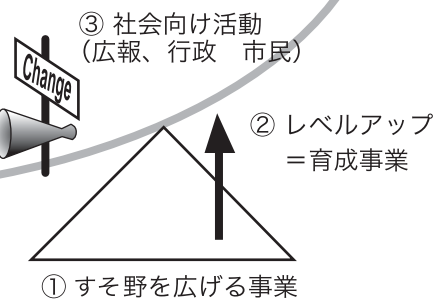 ③ 社会向け活動
（広報、行政　市民）
Change
② レベルアップ
＝育成事業
① すそ野を広げる事業